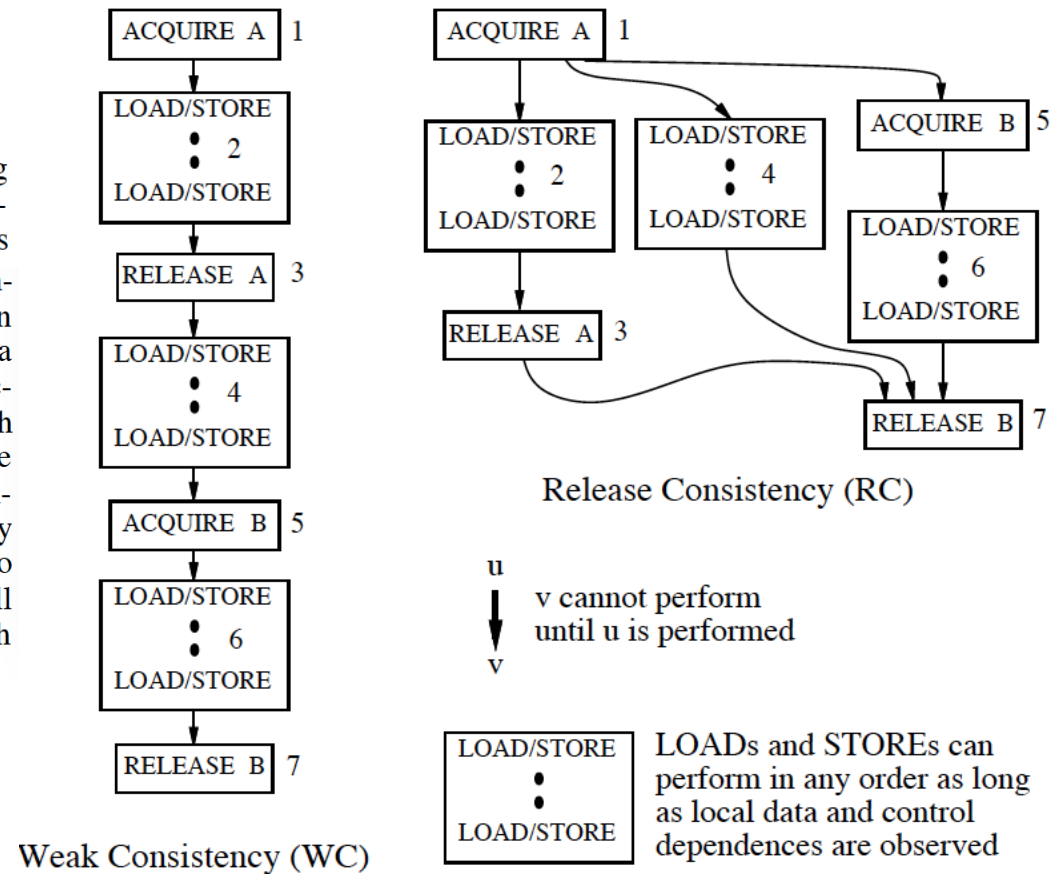 ACQUIRE A 1
LOAD/STORE
2
LOAD/STORE
RELEASE A 3
LOAD/STORE
4
LOAD/STORE
ACQUIRE B 5
LOAD/STORE
6
LOAD/STORE
RELEASE B 7
Weak Consistency (WC)
ACQUIRE A 1
LOAD/STORE
2
LOAD/STORE
RELEASE A 3
LOAD/STORE
4
LOAD/STORE
ACQUIRE B 5
LOAD/STORE
6
LOAD/STORE
RELEASE B 7
Release Consistency (RC)
u
v cannot perform
until u is performed
v
LOAD/STORE
LOAD/STORE
LOADs and STOREs can
perform in any order as long
as local data and control
dependences are observed